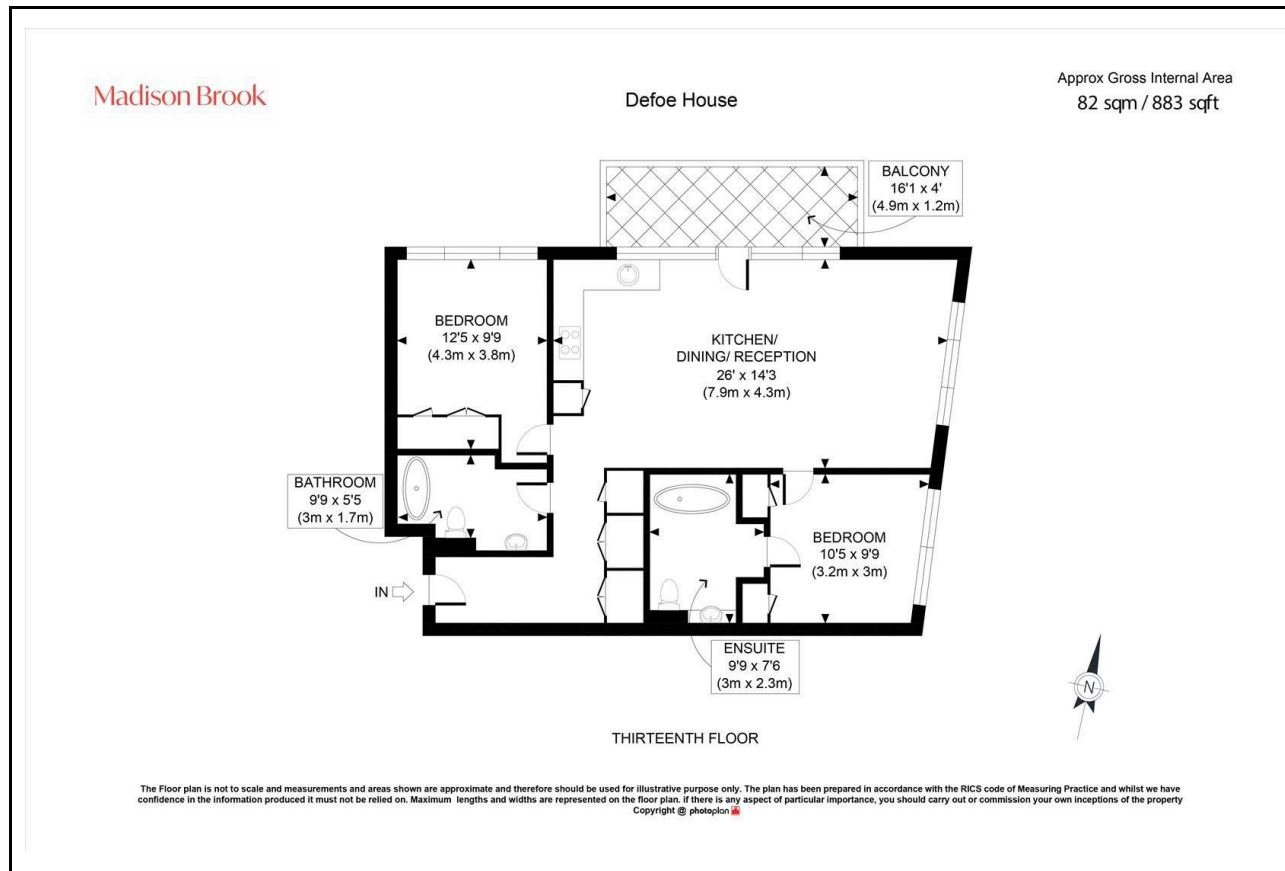 Madison Brook
Defoe House
Approx Gross Internal Area
82 sqm / 883 sqft
BALCONY
16'1 x 4'
(4.9m x 1.2m)
BEDROOM
12'5 x 9'9
(4.3m x 3.8m)
KITCHEN/
DINING/ RECEPTION
26' x 14'3
(7.9m x 4.3m)
BATHROOM
9'9 x 5'5
(3m x 1.7m)
BEDROOM
10'5 x 9'9
(3.2m x 3m)
IN
ENSUITE
9'9 x 7'6
(3m x 2.3m)
N
THIRTEENTH FLOOR
The Floor plan is not to scale and measurements and areas shown are approximate and therefore should be used for illustrative purpose only. The plan has been prepared in accordance with the RICS code of Measuring Practice and whilst we have
confidence in the information produced it must not be relied on. Maximum lengths and widths are represented on the floor plan. if there is any aspect of particular importance, you should carry out or commission your own inceptions of the property
Copyright @ photoplan